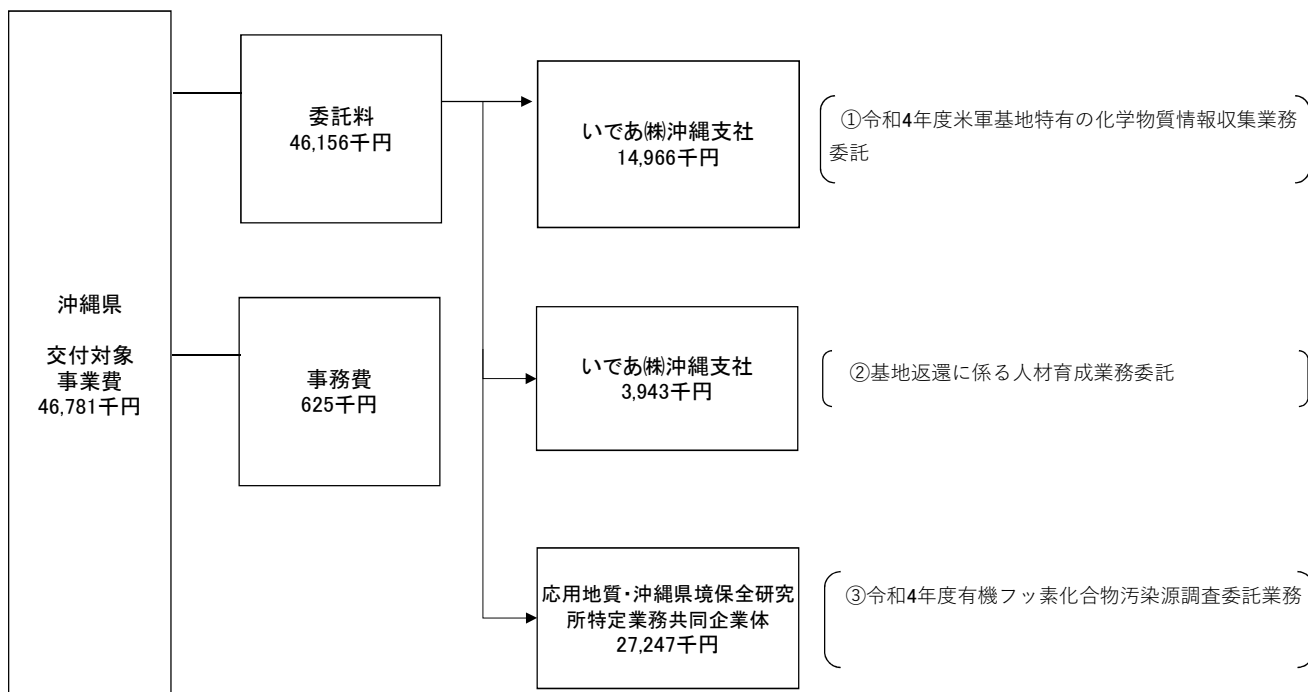 沖縄県
交付対象
事業費
46,781千円
委託料
46,156千円
事務費
625千円
いであ㈱沖縄支社
14,966千円
①令和4年度米軍基地特有の化学物質情報収集業務
委託
いであ㈱沖縄支社
3,943千円
②基地返還に係る人材育成業務委託
応用地質・沖縄県環境保全研究
所特定業務共同企業体
27,247千円
③令和4年度有機フッ素化合物汚染源調査委託業務